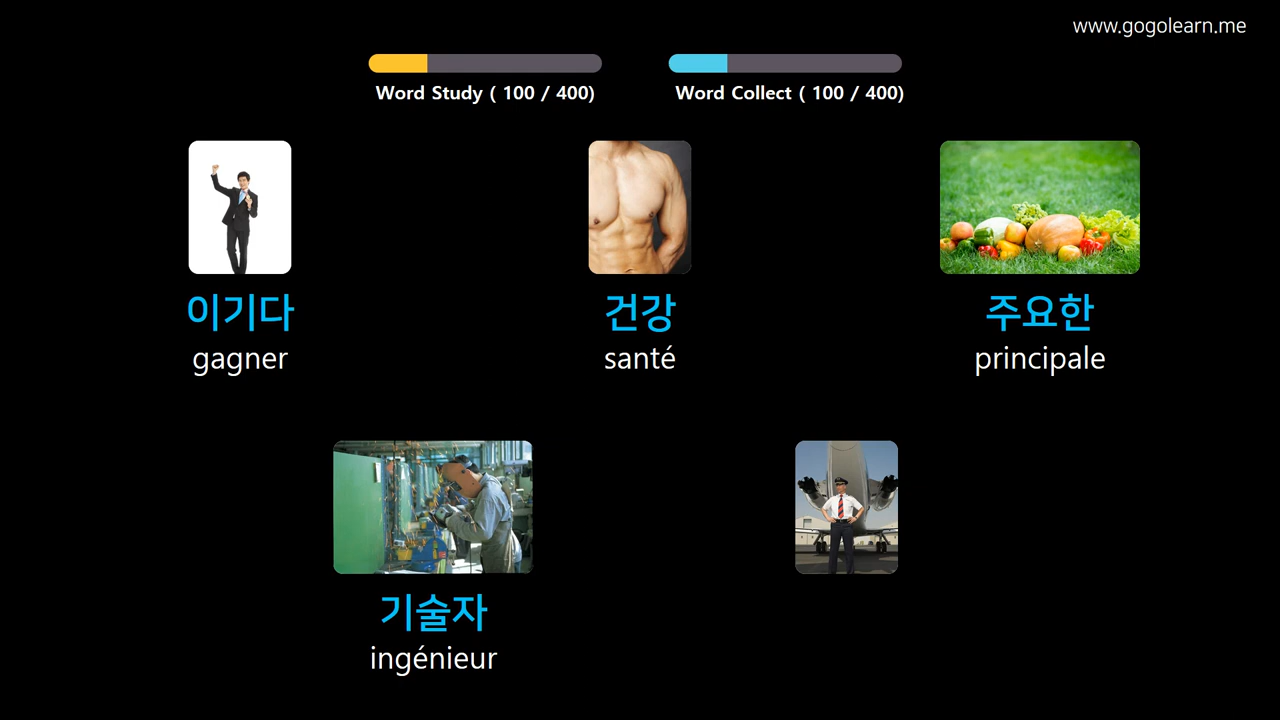 www.gogolearn.me
Word Study ( 100 / 400)
Word Collect ( 100 / 400)
이기다
gagner
건강
santé
주요한
principale
기술자
ingénieur